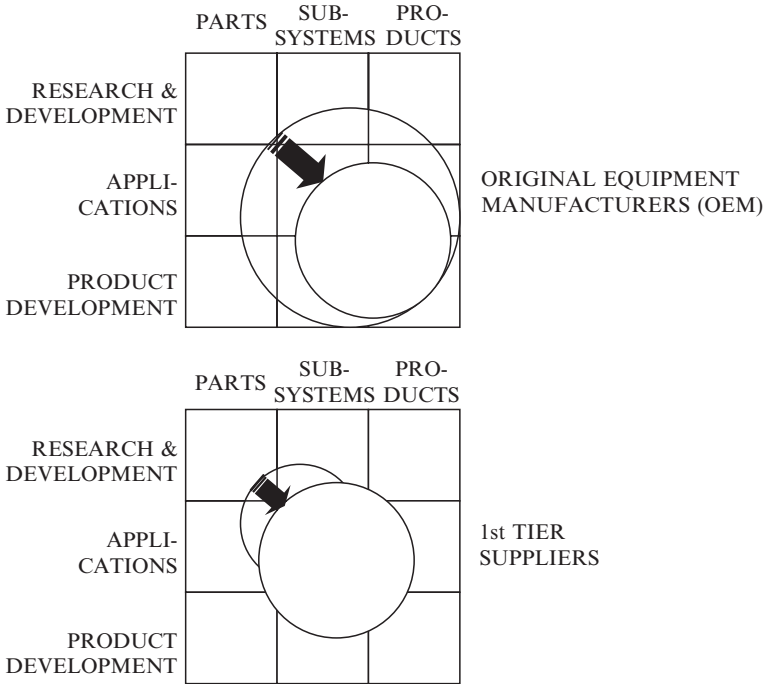 PARTS SUB-SYSTEMS PRO-DUCTS
RESEARCH &
DEVELOPMENT
APPLI-
CATIONS
PRODUCT
DEVELOPMENT
ORIGINAL EQUIPMENT
MANUFACTURERS (OEM)
PARTS SUB-SYSTEMS PRO-DUCTS
RESEARCH &
DEVELOPMENT
APPLI-
CATIONS
PRODUCT
DEVELOPMENT
1st TIER
SUPPLIERS